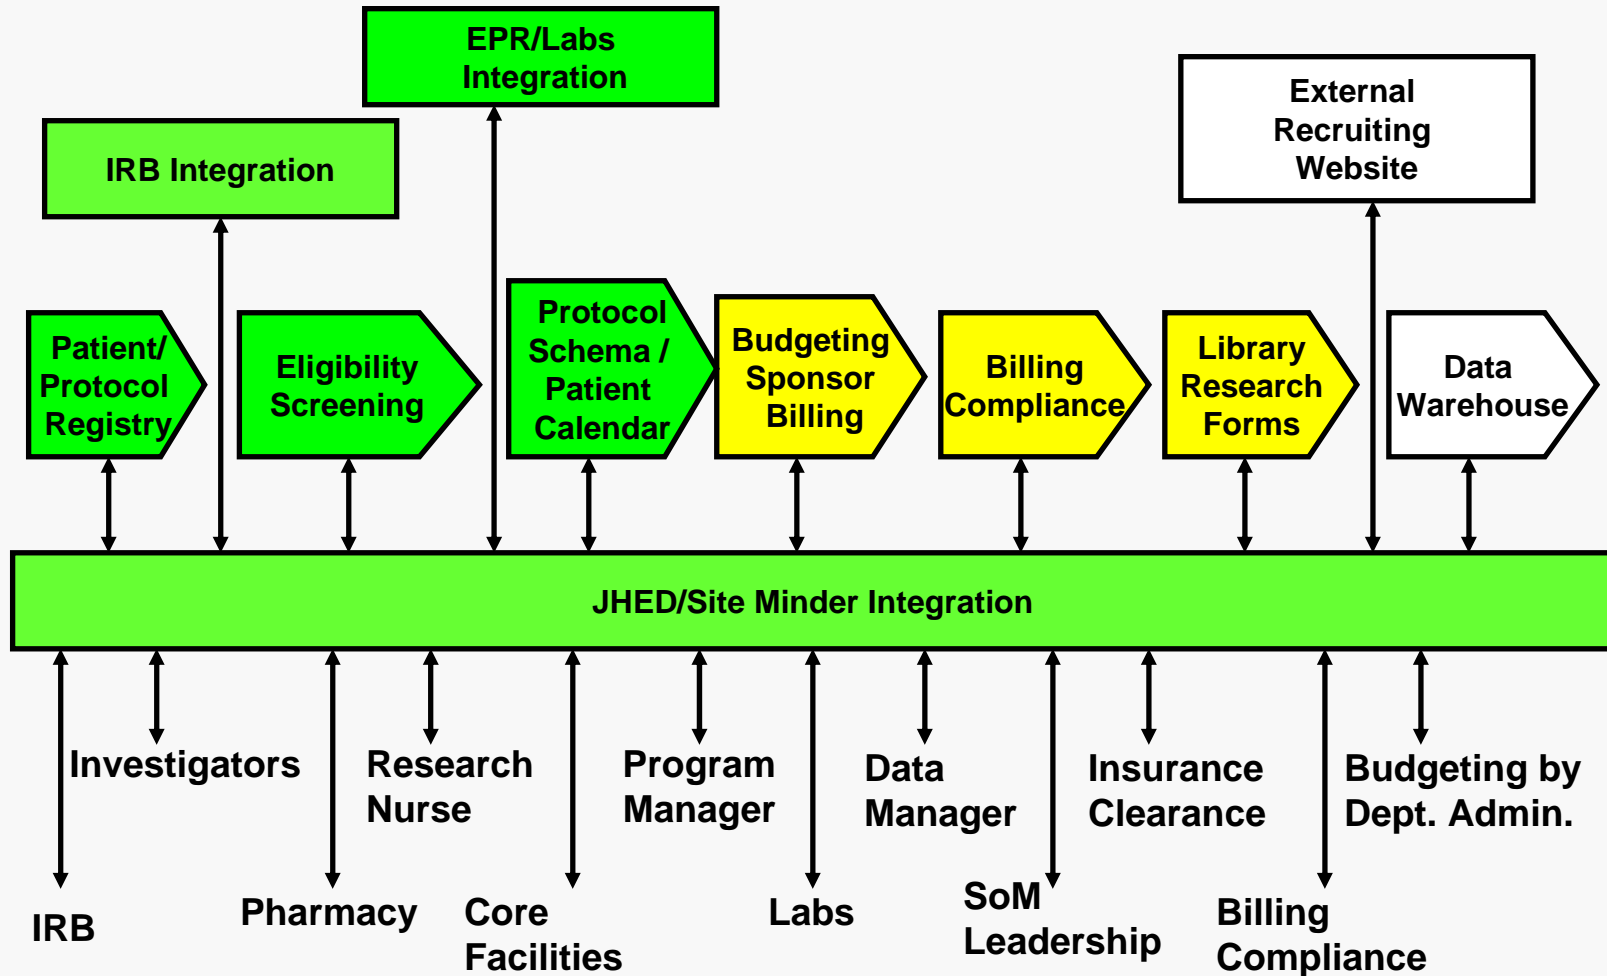 EPR/Labs
Integration
External
Recruiting
Website
IRB Integration
Patient/
Protocol
Registry
Eligibility
Screening
Protocol
Schema /
Patient
Calendar
Budgeting
Sponsor
Billing
Billing
Compliance
Library
Research
Forms
Data
Warehouse
JHED/Site Minder Integration
Investigators
Research
Nurse
Program
Manager
Data
Manager
Insurance
Clearance
Budgeting by
Dept. Admin.
IRB
Pharmacy
Core
Facilities
Labs
SoM
Leadership
Billing
Compliance